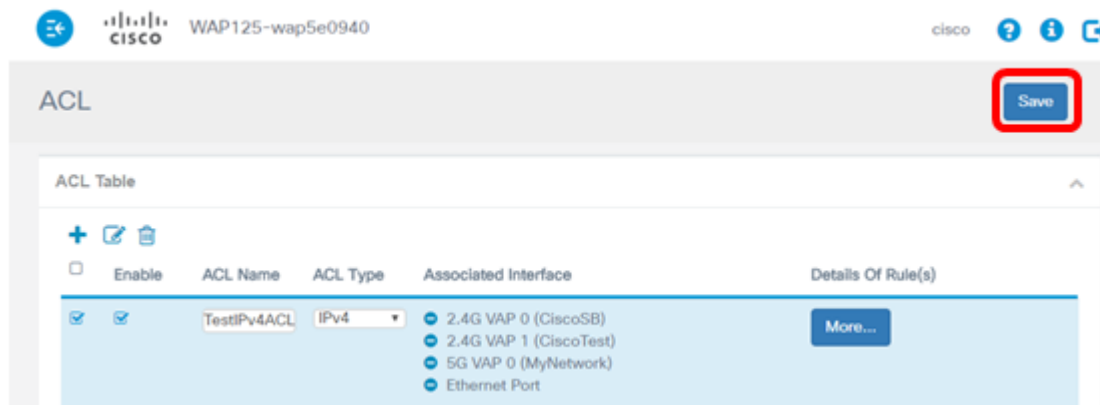 CISCO WAP125-wap5e0940 cisco
ACL Save
ACL Table
Enable ACL Name ACL Type Associated Interface Details Of Rule(s)
TestIPv4ACL IPv4 2.4G VAP 0 (CiscoSB) More...
2.4G VAP 1 (CiscoTest)
5G VAP 0 (MyNetwork)
Ethernet Port